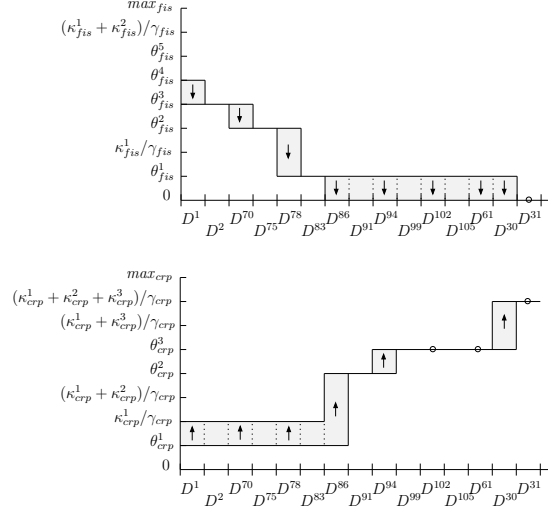 max_fis
(κ¹_fis + κ²_fis)/γ_fis
θ⁵_fis
θ⁴_fis
θ³_fis
θ²_fis
κ¹_fis/γ_fis
θ¹_fis
0
D¹ D⁷⁰ D⁷⁸ D⁸⁶ D⁹⁴ D¹⁰² D⁶¹ D³¹
D² D⁷⁵ D⁸³ D⁹¹ D⁹⁹ D¹⁰⁵ D³⁰
max_crp
(κ¹_crp + κ²_crp + κ³_crp)/γ_crp
(κ¹_crp + κ³_crp)/γ_crp
θ³_crp
θ²_crp
(κ¹_crp + κ²_crp)/γ_crp
κ¹_crp/γ_crp
θ¹_crp
0
D¹ D⁷⁰ D⁷⁸ D⁸⁶ D⁹⁴ D¹⁰² D⁶¹ D³¹
D² D⁷⁵ D⁸³ D⁹¹ D⁹⁹ D¹⁰⁵ D³⁰